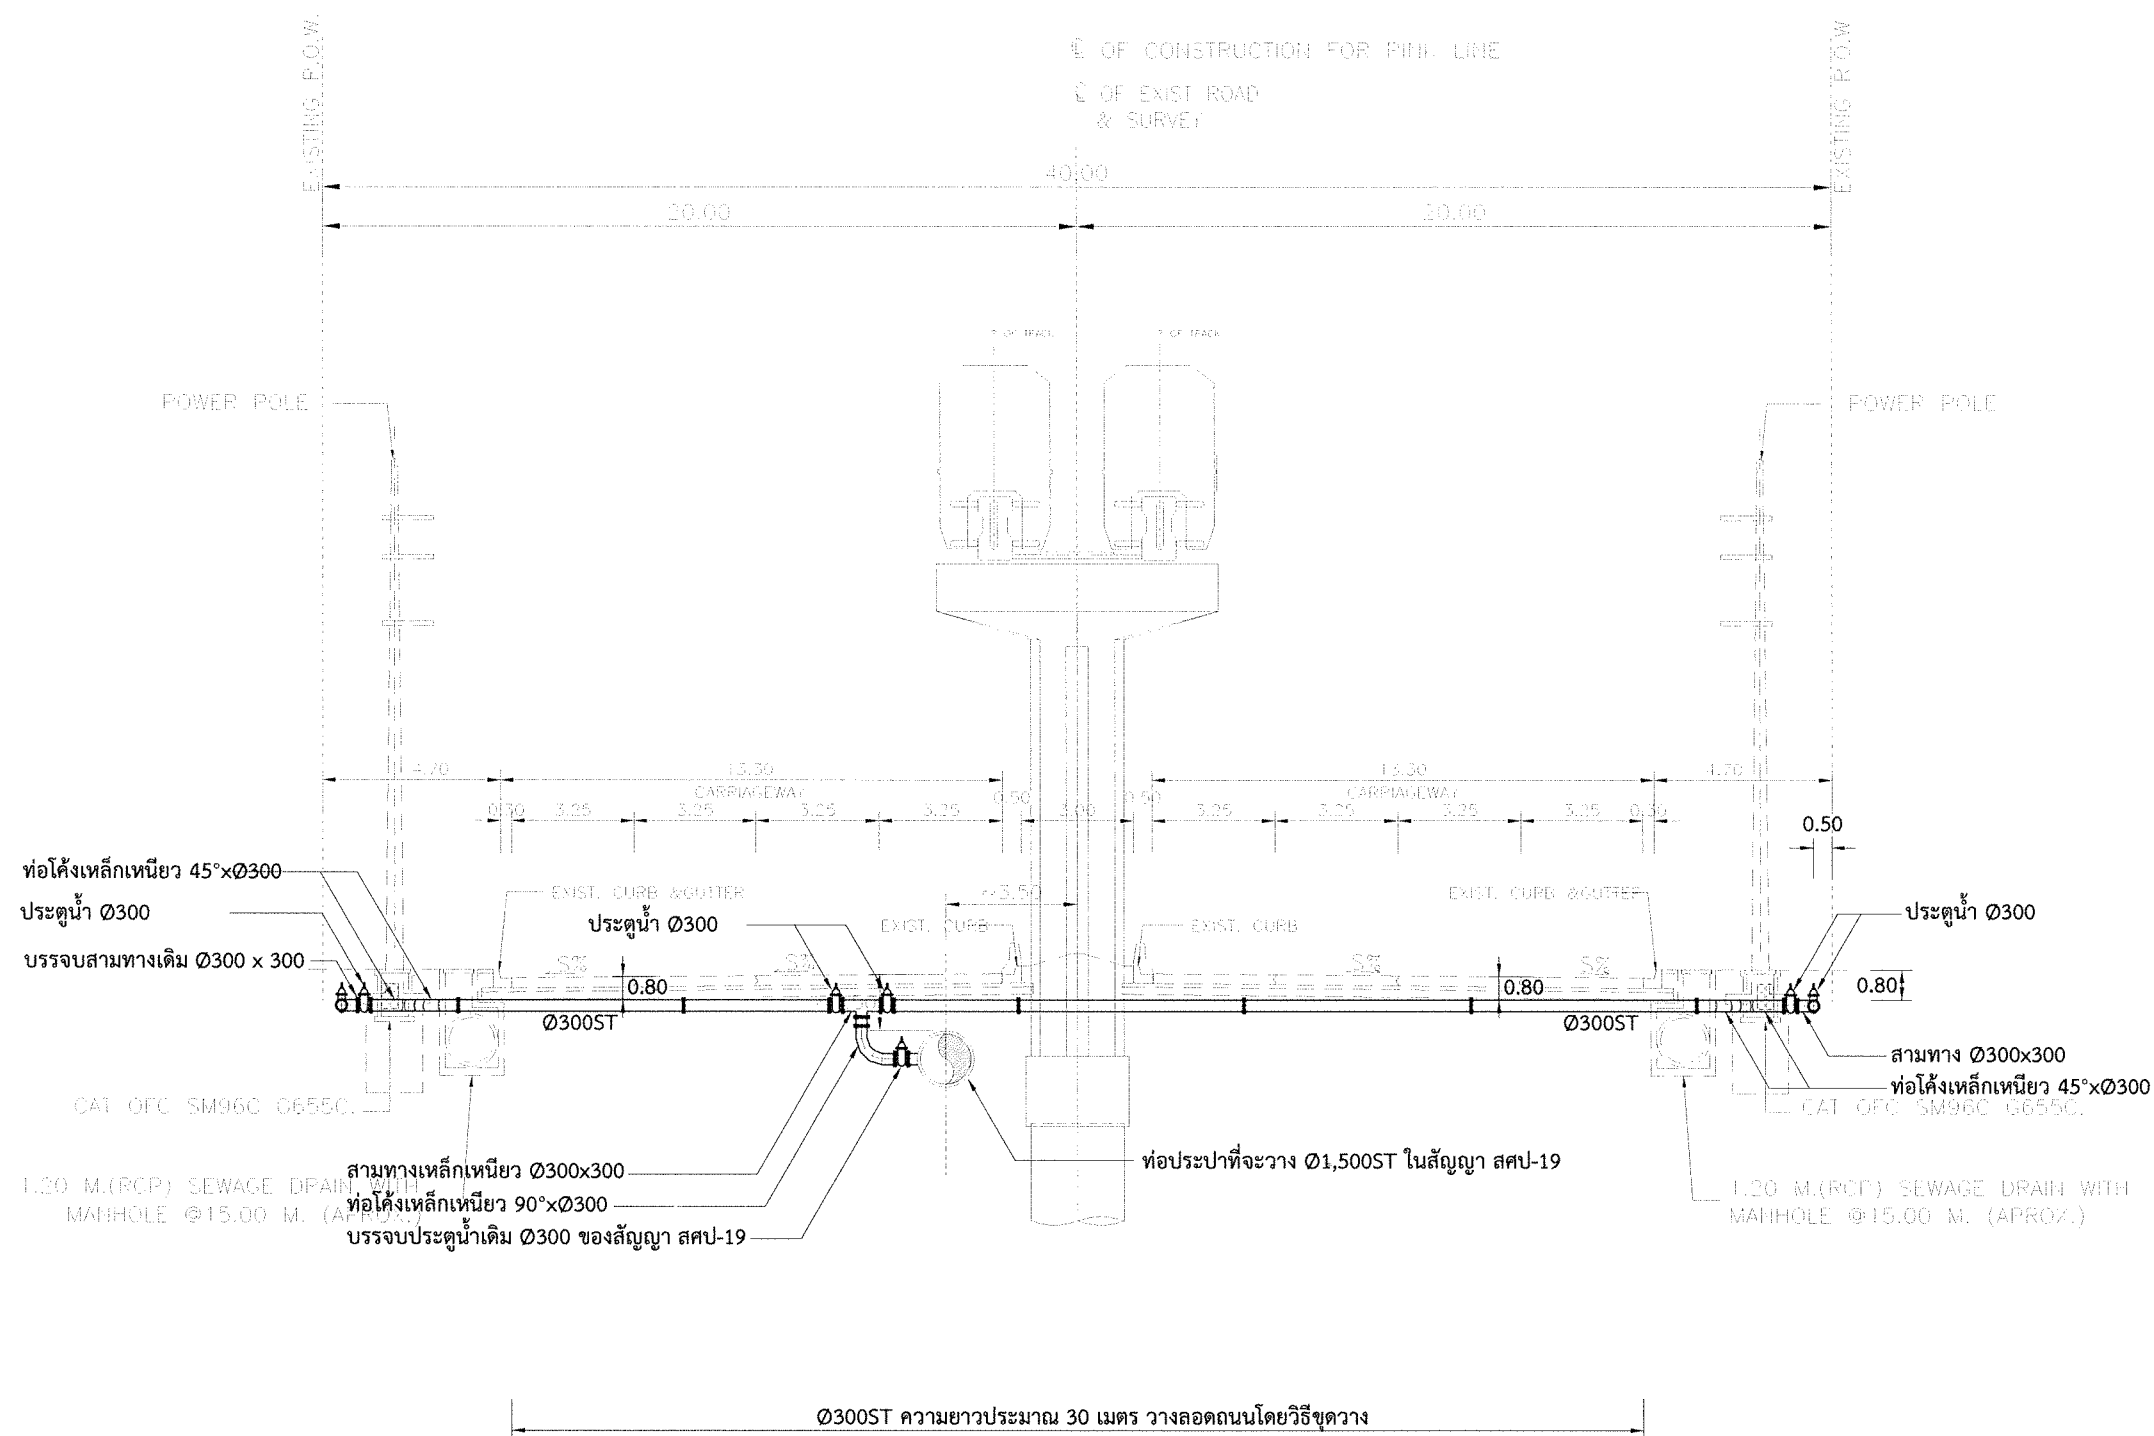 EXISTING R.O.W.
EXISTING R.O.W
℄ OF CONSTRUCTION FOR PINK LINE
℄ OF EXIST ROAD
& SURVEY
40.00
20.00
20.00
? OF TRACK
? OF TRACK
POWER POLE
POWER POLE
4.70
13.30
13.30
4.70
CARRIAGEWAY
CARRIAGEWAY
0.30
3.25
3.25
3.25
3.25
0.50
3.00
0.50
3.25
3.25
3.25
3.25
0.30
0.50
ท่อโค้งเหล็กเหนียว 45°xØ300
EXIST. CURB &GUTTER
EXIST. CURB &GUTTER
ประตูน้ำ Ø300
ประตูน้ำ Ø300
EXIST. CURB
EXIST. CURB
ประตูน้ำ Ø300
บรรจบสามทางเดิม Ø300 x 300
S%
S%
S%
S%
0.80
0.80
0.80
Ø300ST
Ø300ST
สามทาง Ø300x300
ท่อโค้งเหล็กเหนียว 45°xØ300
CAT OFC SM96C G655C.
CAT OFC SM96C G655C.
ท่อประปาที่จะวาง Ø1,500ST ในสัญญา สศป-19
สามทางเหล็กเหนียว Ø300x300
1.20 M.(RCP) SEWAGE DRAIN WITH
MANHOLE @15.00 M. (APROX.)
ท่อโค้งเหล็กเหนียว 90°xØ300
บรรจบประตูน้ำเดิม Ø300 ของสัญญา สศป-19
1.20 M.(RCP) SEWAGE DRAIN WITH
MANHOLE @15.00 M. (APROX.)
Ø300ST ความยาวประมาณ 30 เมตร วางลอดถนนโดยวิธีขุดวาง